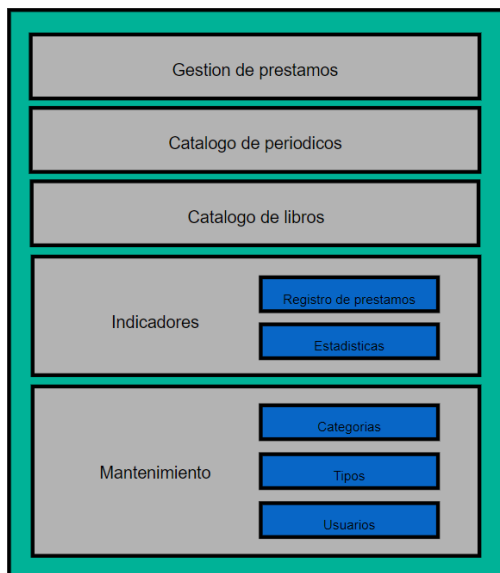 Gestion de prestamos
Catalogo de periodicos
Catalogo de libros
Indicadores
Registro de prestamos
Estadisticas
Mantenimiento
Categorias
Tipos
Usuarios